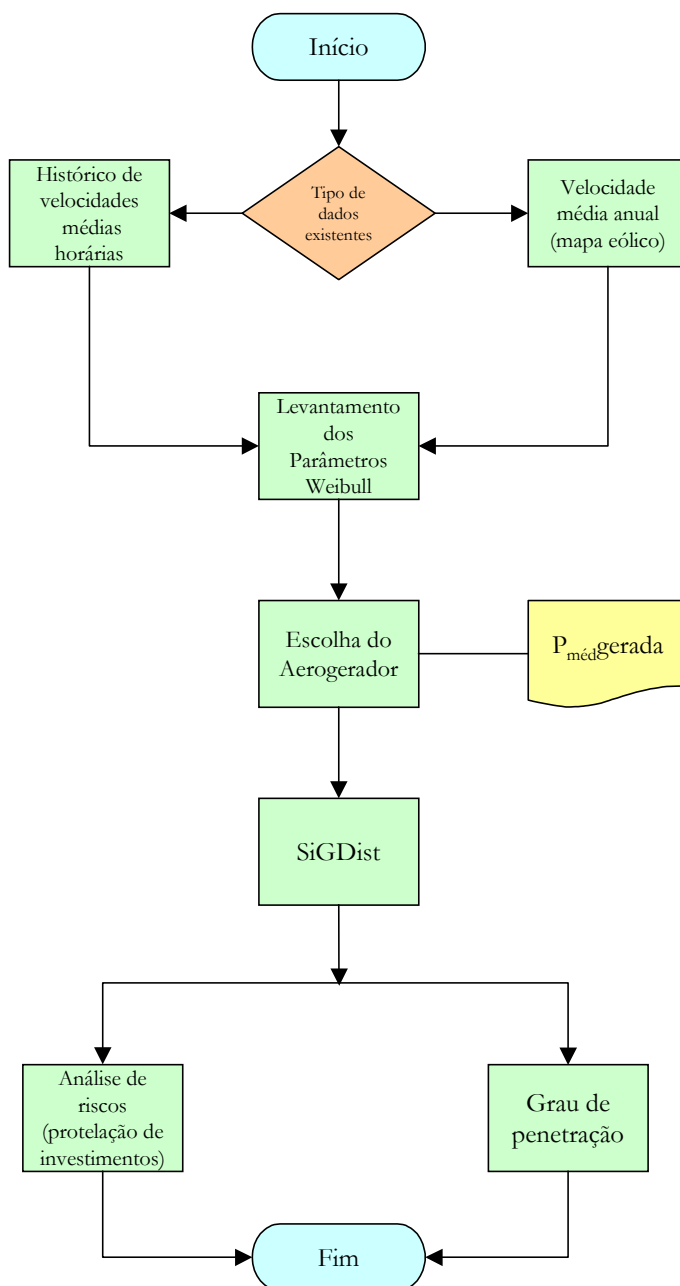 Início
Tipo de
dados
existentes
Histórico de
velocidades
médias
horárias
Velocidade
média anual
(mapa eólico)
Levantamento
dos
Parâmetros
Weibull
Escolha do
Aerogerador
Pmédgerada
SiGDist
Análise de
riscos
(protelação de
investimentos)
Grau de
penetração
Fim